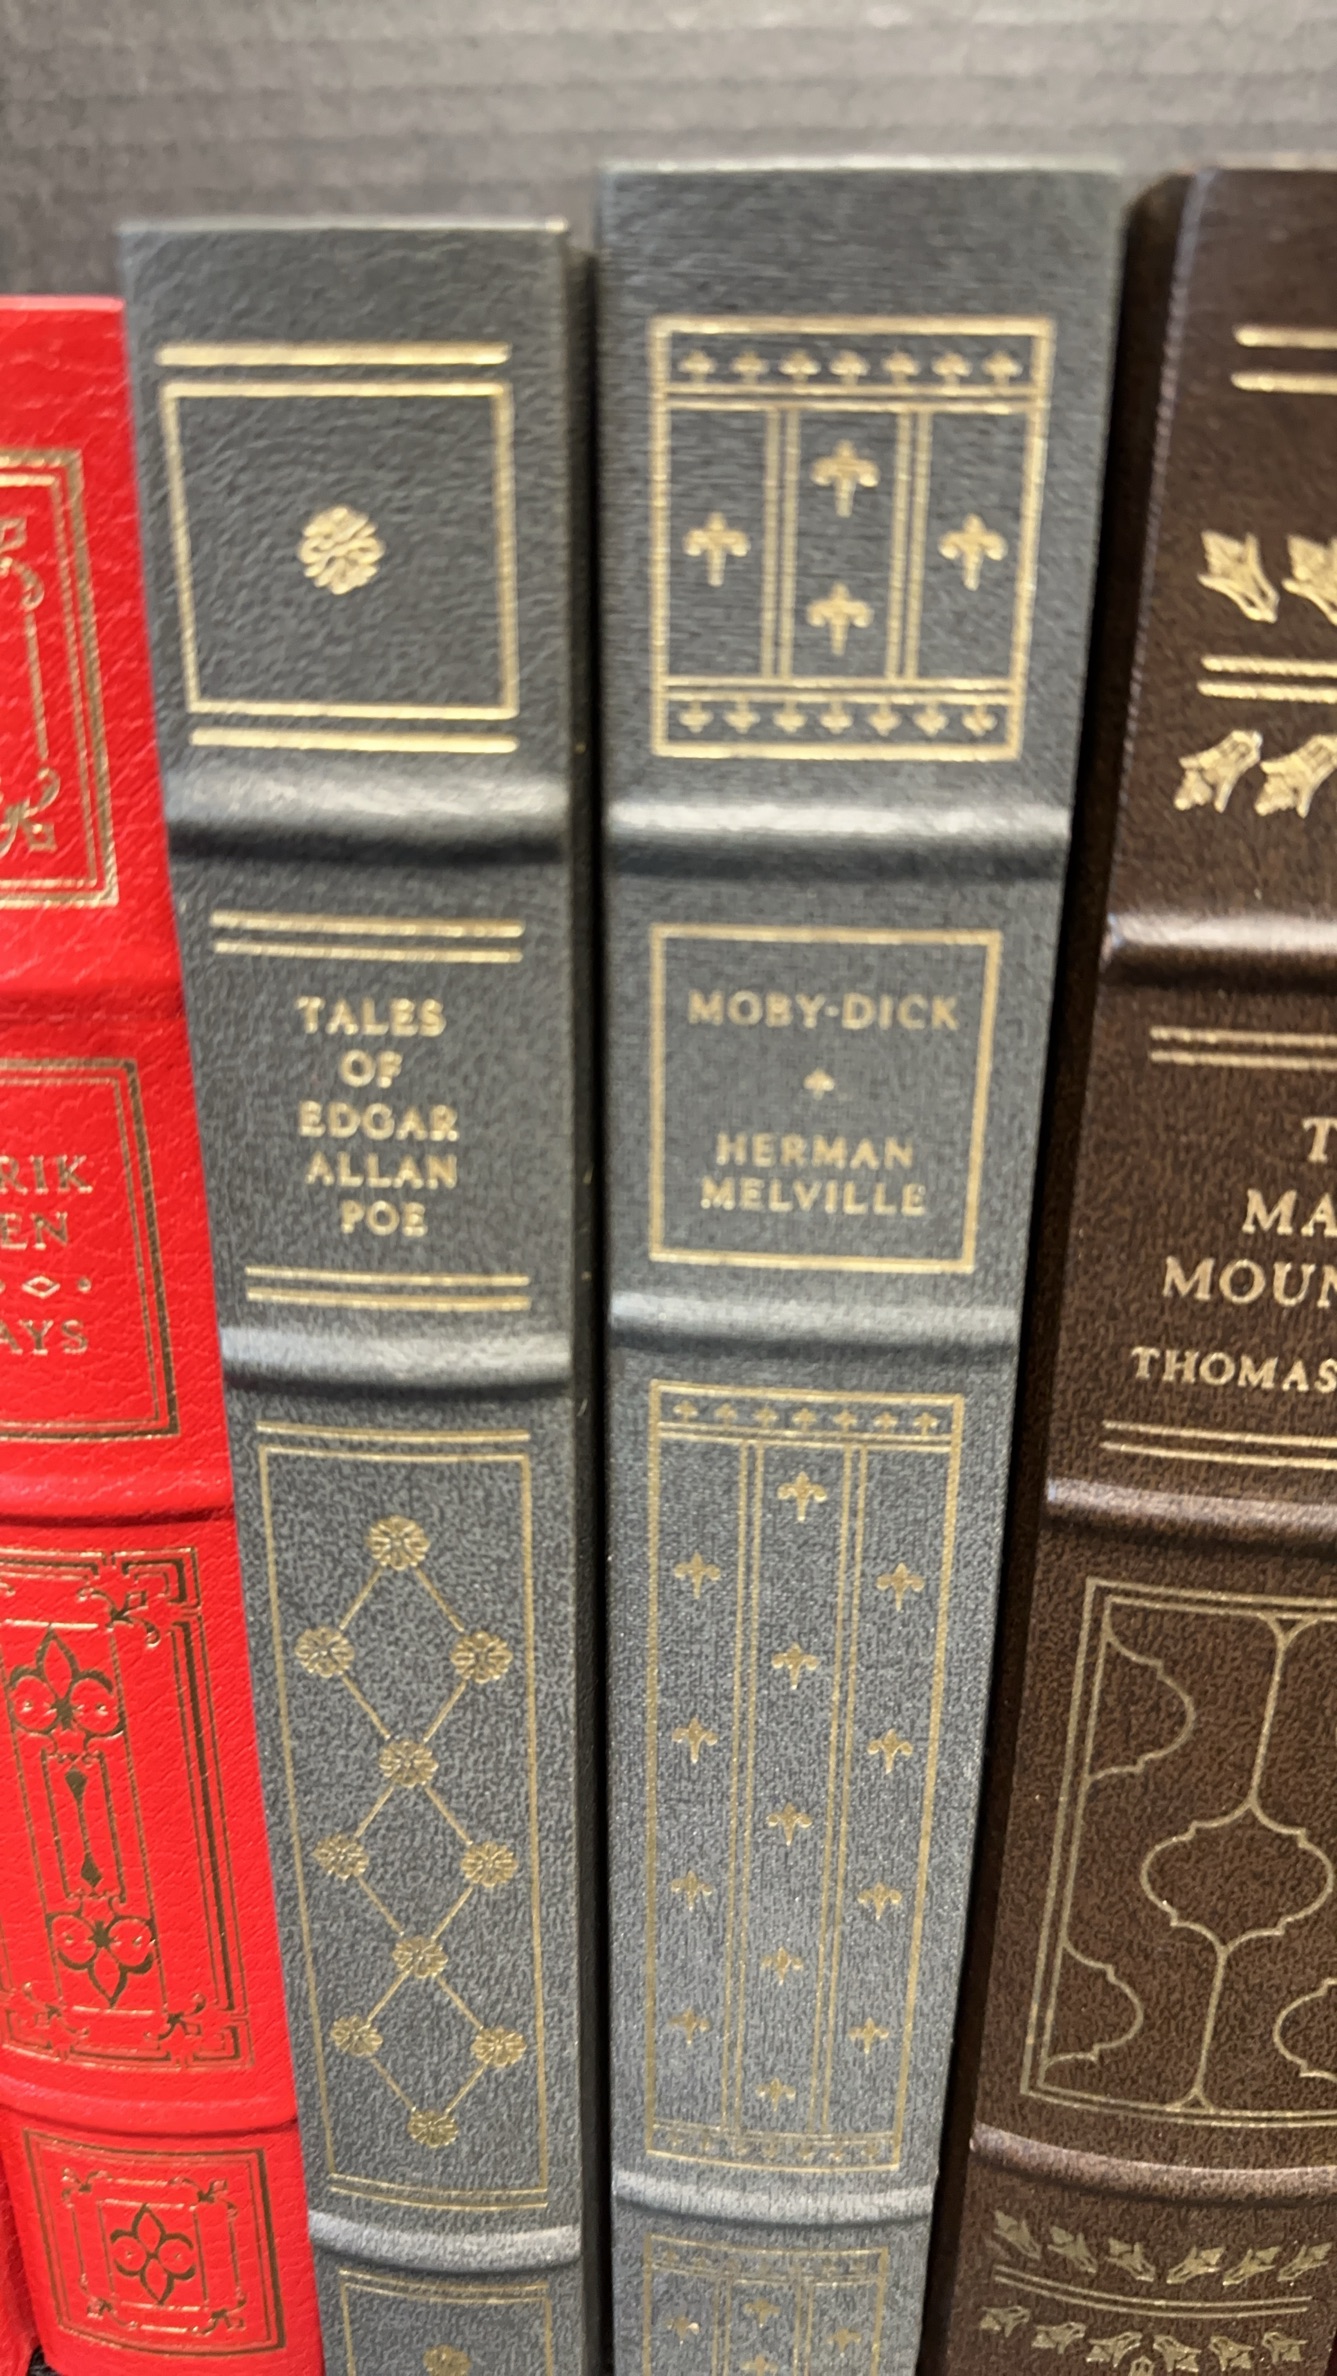 RIK
EN
AYS
TALES
OF
EDGAR
ALLAN
POE
MOBY-DICK
HERMAN
MELVILLE
T
MA
MOUN
THOMAS